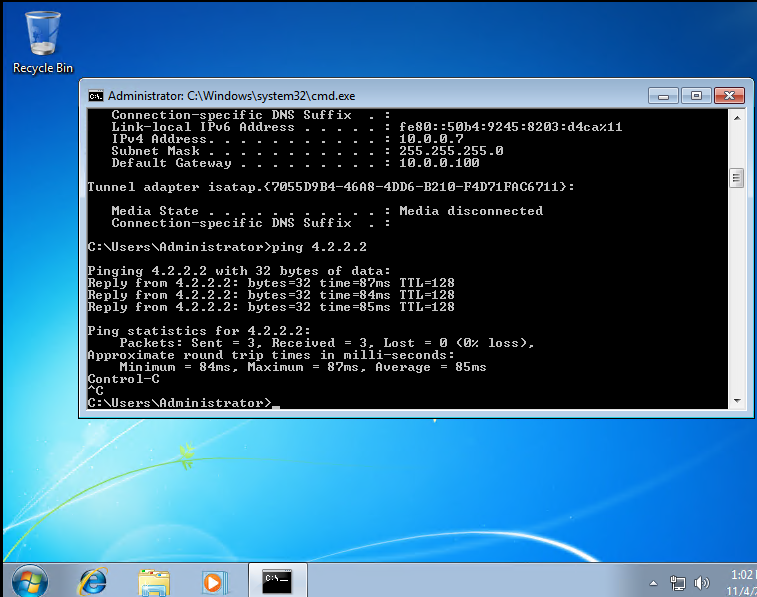 Recycle Bin
Administrator: C:\Windows\system32\cmd.exe
Connection-specific DNS Suffix  . :
Link-local IPv6 Address . . . . . : fe80::50b4:9245:8203:d4ca%11
IPv4 Address. . . . . . . . . . . : 10.0.0.7
Subnet Mask . . . . . . . . . . . : 255.255.255.0
Default Gateway . . . . . . . . . : 10.0.0.100
Tunnel adapter isatap.{7055D9B4-46A8-4DD6-B210-F4D71FAC6711}:
Media State . . . . . . . . . . . : Media disconnected
Connection-specific DNS Suffix  . :
C:\Users\Administrator>ping 4.2.2.2
Pinging 4.2.2.2 with 32 bytes of data:
Reply from 4.2.2.2: bytes=32 time=87ms TTL=128
Reply from 4.2.2.2: bytes=32 time=84ms TTL=128
Reply from 4.2.2.2: bytes=32 time=85ms TTL=128
Ping statistics for 4.2.2.2:
Packets: Sent = 3, Received = 3, Lost = 0 (0% loss),
Approximate round trip times in milli-seconds:
Minimum = 84ms, Maximum = 87ms, Average = 85ms
Control-C
^C
C:\Users\Administrator>_
1:02
11/4/